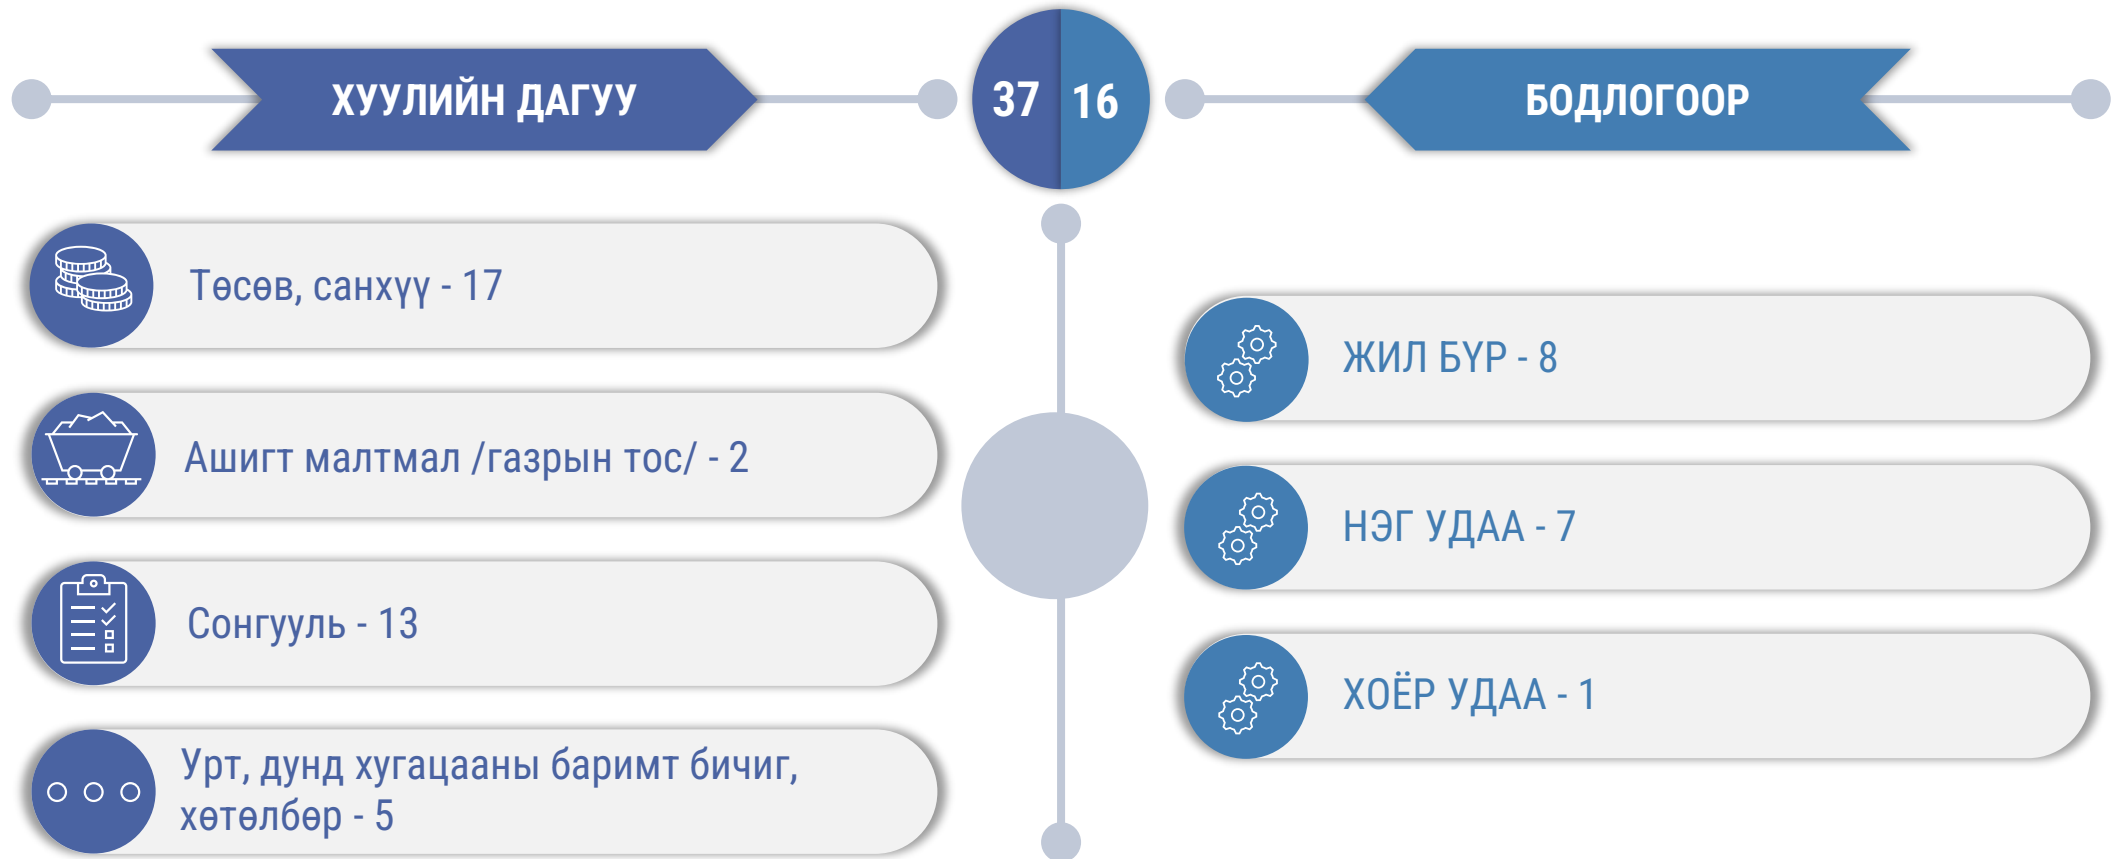 ХУУЛИЙН ДАГУУ
37
16
БОДЛОГООР
Төсөв, санхүү - 17
Ашигт малтмал /газрын тос/ - 2
Сонгууль - 13
Урт, дунд хугацааны баримт бичиг,
хөтөлбөр - 5
ЖИЛ БҮР - 8
НЭГ УДАА - 7
ХОЁР УДАА - 1